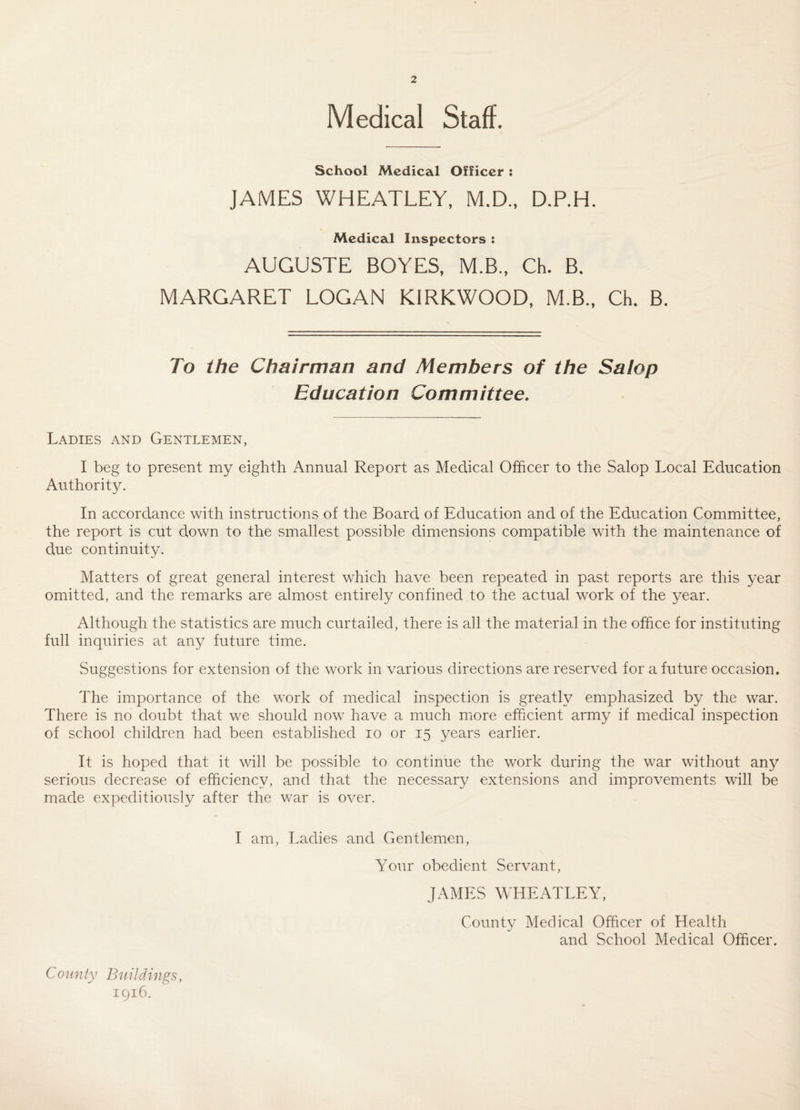 2
Medical Staff.
School Medical Officer :
JAMES WHEATLEY, M.D., D.P.H.
Medical Inspectors :
AUGUSTE BOYES, M.B., Ch. B.
MARGARET LOGAN KIRKWOOD, M.B., Ch. B.
To the Chairman and Members of the Salop
Education Committee.
Ladies and Gentlemen,
I beg to present my eighth Annual Report as Medical Officer to the Salop Local Education
Authority.
In accordance with instructions of the Board of Education and of the Education Committee,
the report is cut down to the smallest possible dimensions compatible with the maintenance of
due continuity.
Matters of great general interest which have been repeated in past reports are this year
omitted, and the remarks are almost entirely confined to the actual work of the year.
Although the statistics are much curtailed, there is all the material in the office for instituting
full inquiries at any future time.
Suggestions for extension of the work in various directions are reserved for a future occasion.
The importance of the work of medical inspection is greatly emphasized by the war.
There is no doubt that we should now have a much more efficient army if medical inspection
of school children had been established 10 or 15 years earlier.
It is hoped that it will be possible to continue the work during the war without any
serious decrease of efficiency, and that the necessary extensions and improvements will be
made expeditiously after the war is over.
I am, Ladies and Gentlemen,
Your obedient Servant,
JAMES WHEATLEY,
County Medical Officer of Health
and School Medical Officer.
County Buildings,
1916.